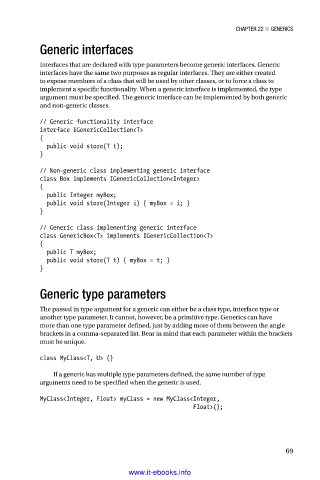 CHAPTER 22 ■ GENERICS
Generic interfaces
Interfaces that are declared with type parameters become generic interfaces. Generic
interfaces have the same two purposes as regular interfaces. They are either created
to expose members of a class that will be used by other classes, or to force a class to
implement a specific functionality. When a generic interface is implemented, the type
argument must be specified. The generic interface can be implemented by both generic
and non-generic classes.
// Generic functionality interface
interface IGenericCollection<T>
{
public void store(T t);
}
// Non-generic class implementing generic interface
class Box implements IGenericCollection<Integer>
{
public Integer myBox;
public void store(Integer i) { myBox = i; }
}
// Generic class implementing generic interface
class GenericBox<T> implements IGenericCollection<T>
{
public T myBox;
public void store(T t) { myBox = t; }
}
Generic type parameters
The passed in type argument for a generic can either be a class type, interface type or
another type parameter. It cannot, however, be a primitive type. Generics can have
more than one type parameter defined, just by adding more of them between the angle
brackets in a comma-separated list. Bear in mind that each parameter within the brackets
must be unique.
class MyClass<T, U> {}
If a generic has multiple type parameters defined, the same number of type
arguments need to be specified when the generic is used.
MyClass<Integer, Float> myClass = new MyClass<Integer,
Float>();
69
www.it-ebooks.info